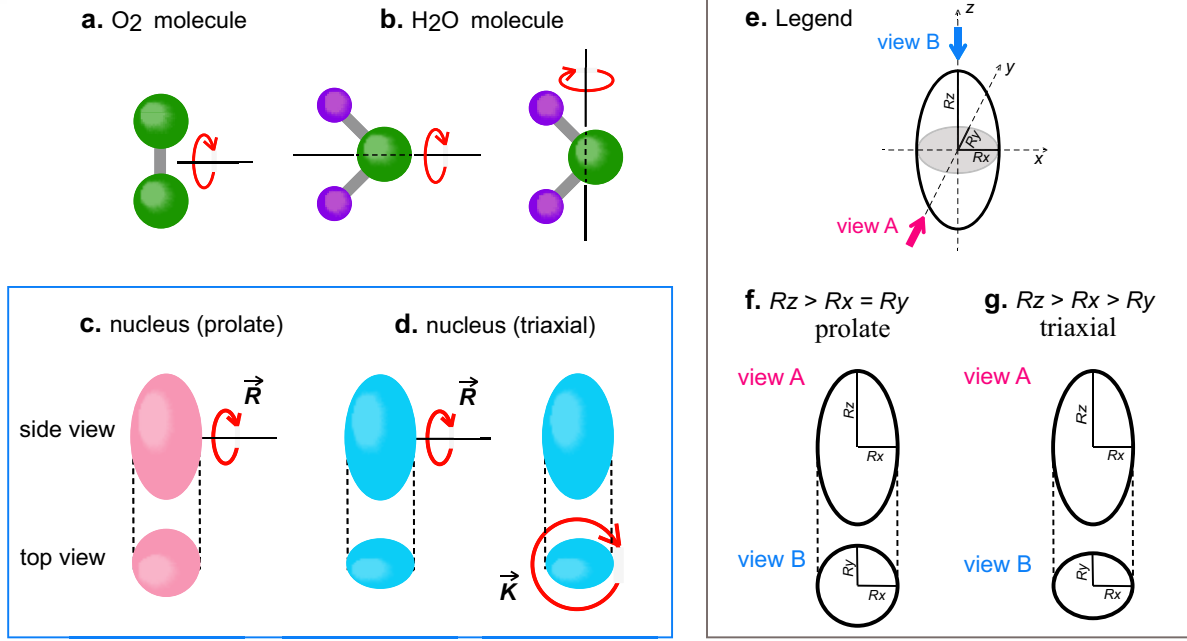 a. O2 molecule
b. H2O molecule
c. nucleus (prolate)
d. nucleus (triaxial)
R
R
side view
top view
K
e. Legend
z
view B
y
Rz
Ry
Rx
x
view A
f. Rz > Rx = Ry
prolate
g. Rz > Rx > Ry
triaxial
view A
view A
Rz
Rx
Rz
Rx
view B
view B
Ry
Rx
Ry
Rx